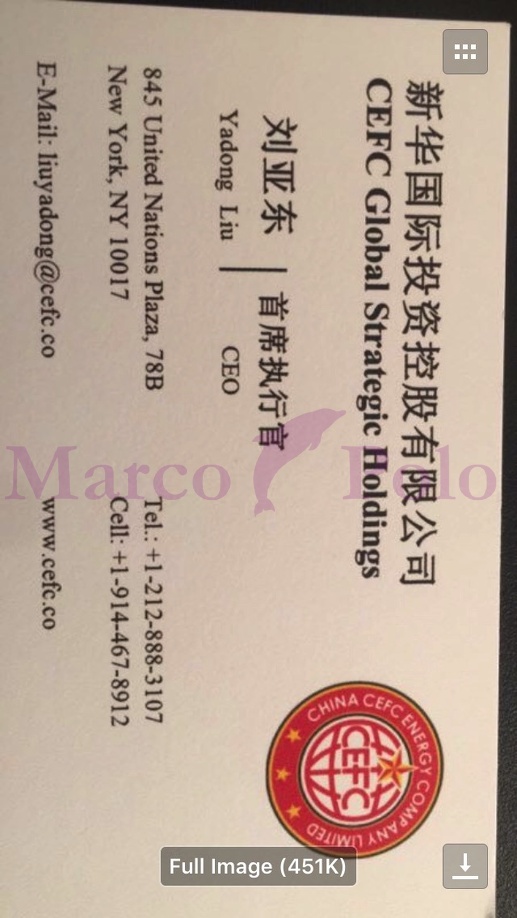 新华国际投资控股有限公司
CEFC Global Strategic Holdings
刘亚东 | 首席执行官
Yadong Liu CEO
845 United Nations Plaza, 78B Tel.: +1-212-888-3107
New York, NY 10017 Cell: +1-914-467-8912
E-Mail: liuyadong@cefc.co www.cefc.co
CHINA CEFC ENERGY COMPANY LIMITED
CEFC
Marco Polo
Full Image (451K)